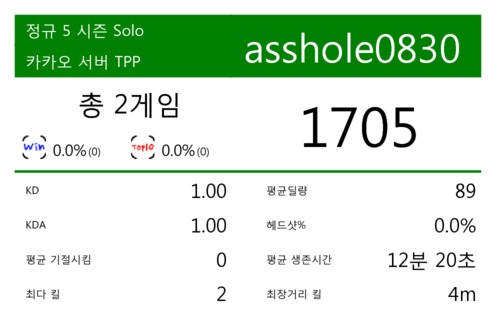 정규 5 시즌 Solo
카카오 서버 TPP
asshole0830
총 2게임
Win 0.0%(0)
Top10 0.0%(0)
1705
KD 1.00
평균딜량 89
KDA 1.00
헤드샷% 0.0%
평균 기절시킴 0
평균 생존시간 12분 20초
최다 킬 2
최장거리 킬 4m